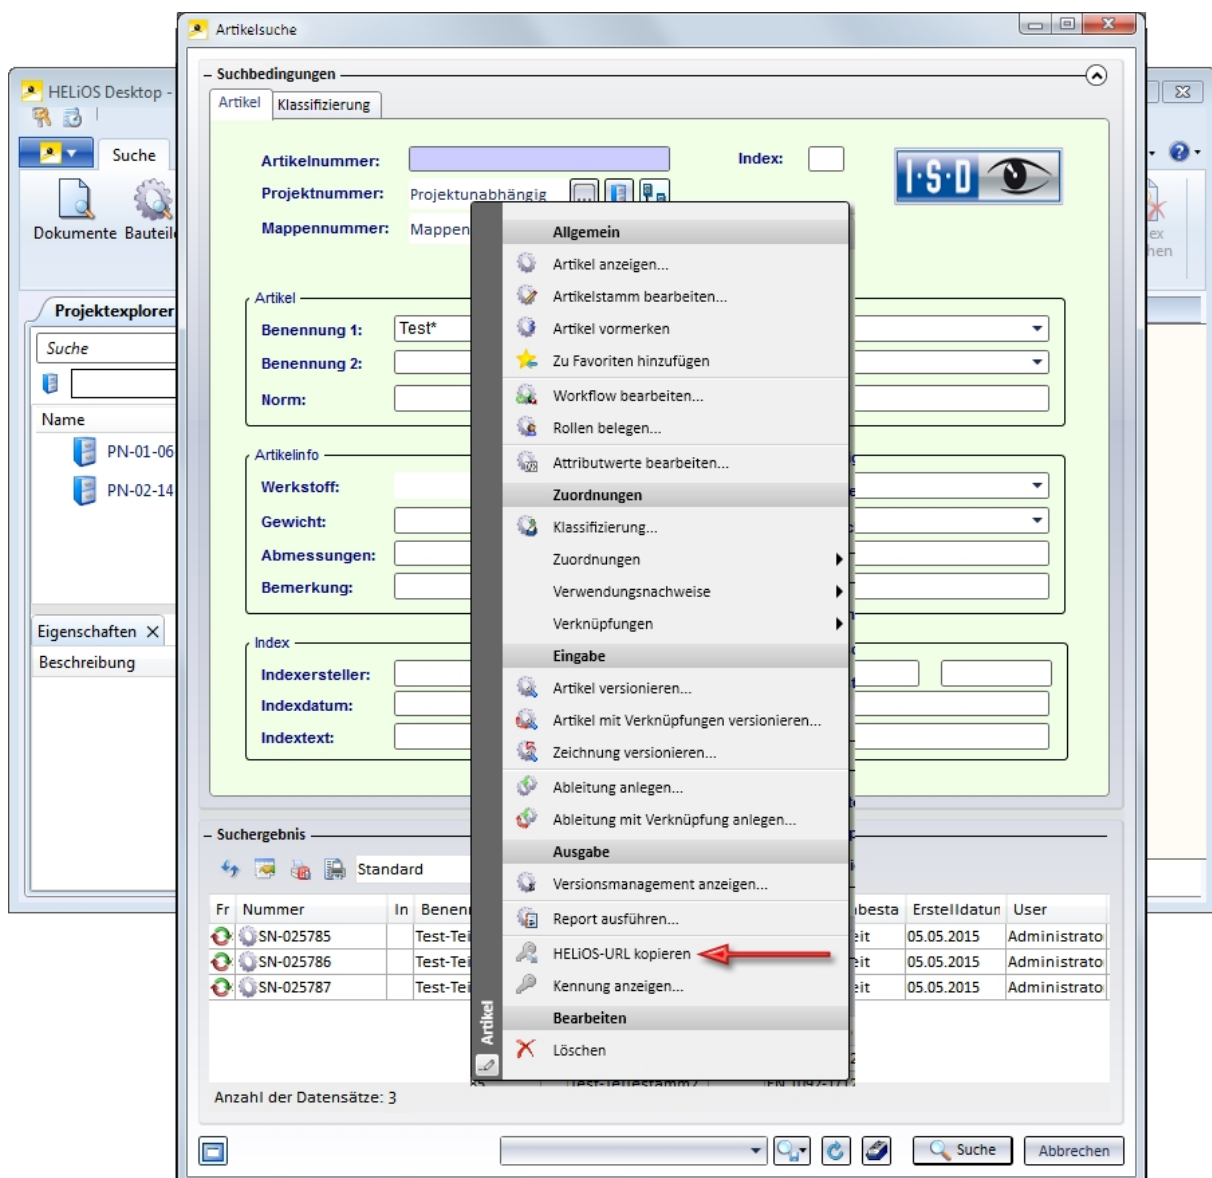 Artikelsuche
HELiOS Desktop -
Suche
Dokumente
Bauteile
Projektexplorer
Suche
Name
PN-01-06
PN-02-14
Eigenschaften
Beschreibung
Suchbedingungen
Artikel
Klassifizierung
Artikelnummer:
Index:
I·S·D
Projektnummer:
Projektunabhängig
...
Mappennummer:
Mappen
Artikel
Benennung 1:
Test*
Benennung 2:
Norm:
Artikelinfo
Werkstoff:
Gewicht:
Abmessungen:
Bemerkung:
Index
Indexersteller:
Indexdatum:
Indextext:
Allgemein
Artikel anzeigen...
Artikelstamm bearbeiten...
Artikel vormerken
Zu Favoriten hinzufügen
Workflow bearbeiten...
Rollen belegen...
Attributwerte bearbeiten...
Zuordnungen
Klassifizierung...
Zuordnungen
Verwendungsnachweise
Verknüpfungen
Eingabe
Artikel versionieren...
Artikel mit Verknüpfungen versionieren...
Zeichnung versionieren...
Ableitung anlegen...
Ableitung mit Verknüpfung anlegen...
Ausgabe
Versionsmanagement anzeigen...
Report ausführen...
HELiOS-URL kopieren
Kennung anzeigen...
Bearbeiten
Löschen
Artikel
Suchergebnis
Standard
Fr Nummer In Benenn besta Erstelldatun User
SN-025785 Test-Tei eit 05.05.2015 Administrato
SN-025786 Test-Tei eit 05.05.2015 Administrato
SN-025787 Test-Tei eit 05.05.2015 Administrato
Anzahl der Datensätze: 3
Suche
Abbrechen